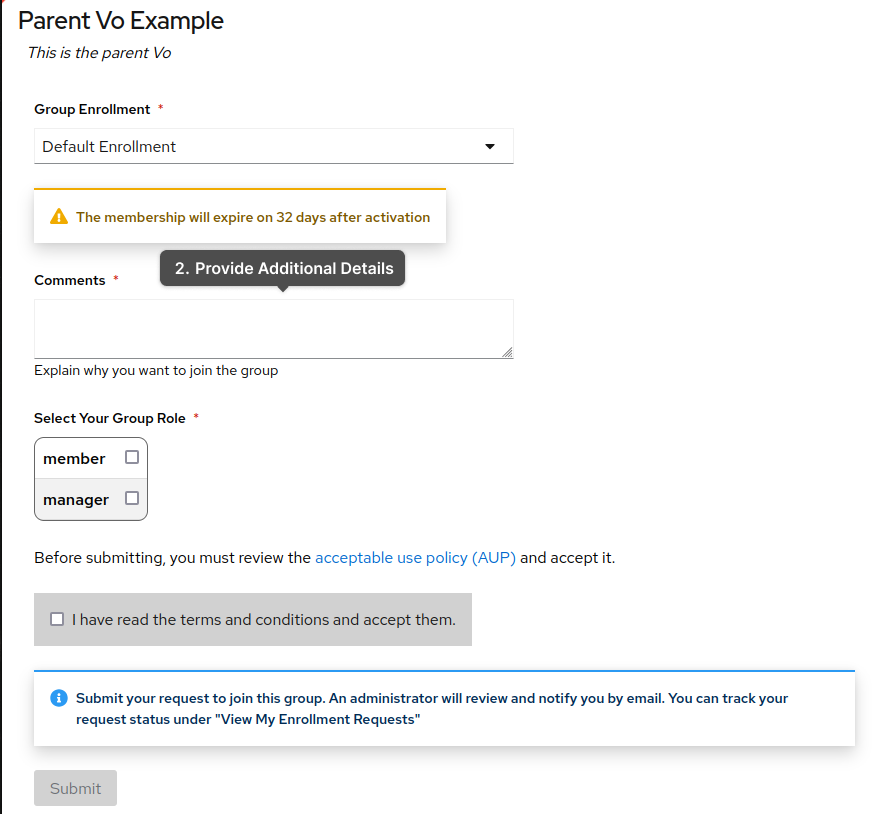 Parent Vo Example
This is the parent Vo
Group Enrollment *
Default Enrollment
The membership will expire on 32 days after activation
2. Provide Additional Details
Comments *
Explain why you want to join the group
Select Your Group Role *
member
manager
Before submitting, you must review the acceptable use policy (AUP) and accept it.
I have read the terms and conditions and accept them.
Submit your request to join this group. An administrator will review and notify you by email. You can track your
request status under "View My Enrollment Requests"
Submit